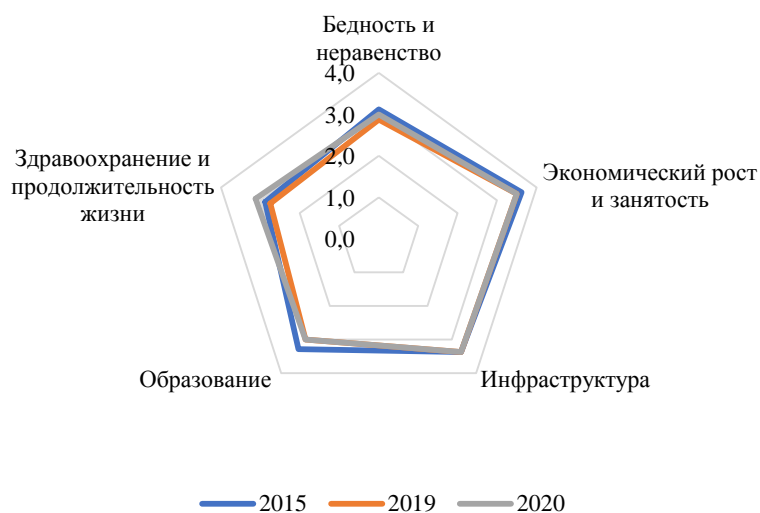 Бедность и
неравенство
4,0
3,0
2,0
1,0
0,0
Экономический рост
и занятость
Инфраструктура
Образование
Здравоохранение и
продолжительность
жизни
2015
2019
2020